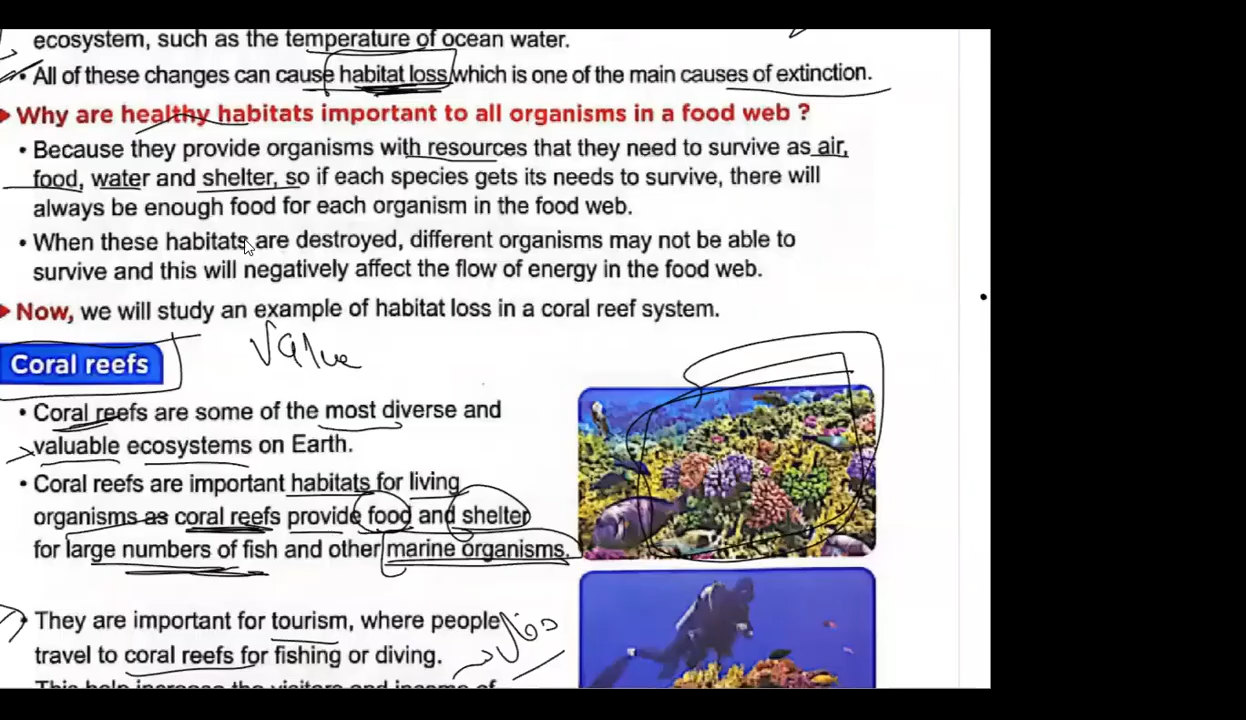 ecosystem, such as the temperature of ocean water.
• All of these changes can cause habitat loss which is one of the main causes of extinction.
Why are healthy habitats important to all organisms in a food web ?
• Because they provide organisms with resources that they need to survive as air,
food, water and shelter, so if each species gets its needs to survive, there will
always be enough food for each organism in the food web.
• When these habitats are destroyed, different organisms may not be able to
survive and this will negatively affect the flow of energy in the food web.
Now, we will study an example of habitat loss in a coral reef system.
value
Coral reefs
• Coral reefs are some of the most diverse and
valuable ecosystems on Earth.
• Coral reefs are important habitats for living
organisms as coral reefs provide food and shelter
for large numbers of fish and other marine organisms.
They are important for tourism, where people
travel to coral reefs for fishing or diving.
This help increase the visitors and income of